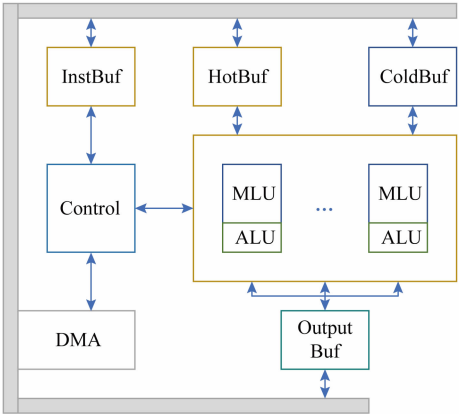 InstBuf
HotBuf
ColdBuf
Control
MLU
ALU
...
MLU
ALU
DMA
Output
Buf